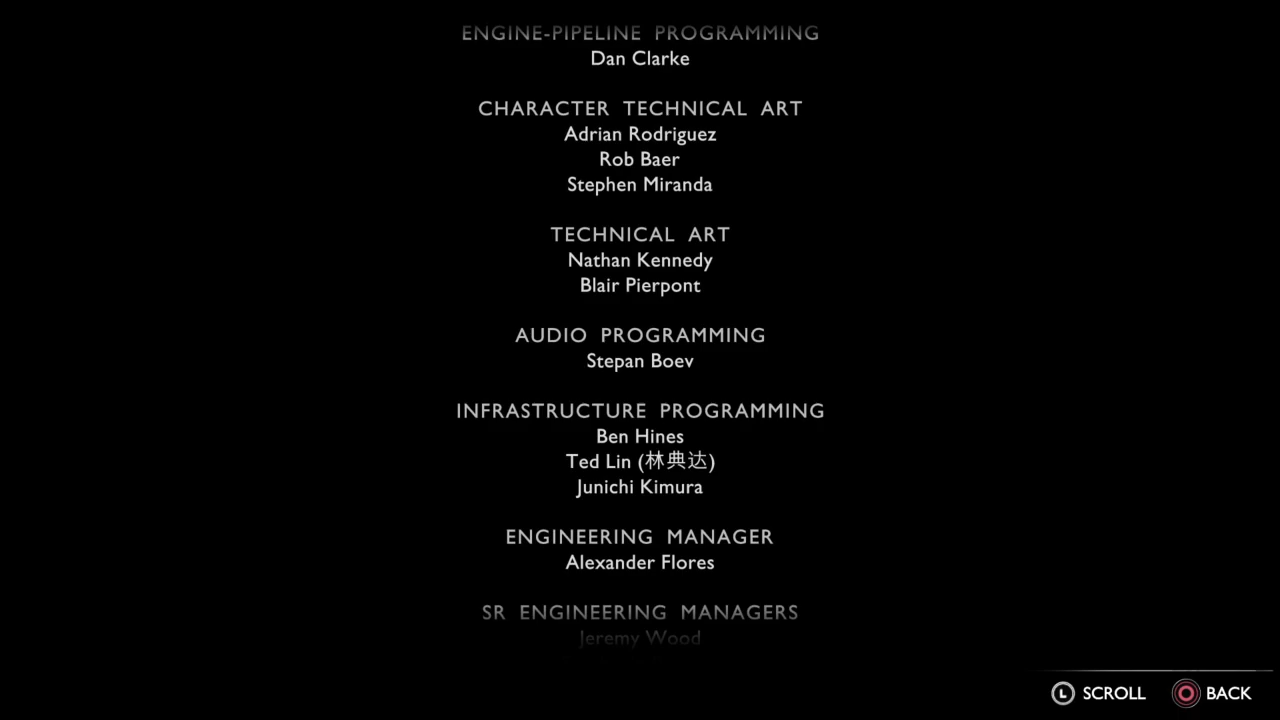 ENGINE-PIPELINE PROGRAMMING
Dan Clarke
CHARACTER TECHNICAL ART
Adrian Rodriguez
Rob Baer
Stephen Miranda
TECHNICAL ART
Nathan Kennedy
Blair Pierpont
AUDIO PROGRAMMING
Stepan Boev
INFRASTRUCTURE PROGRAMMING
Ben Hines
Ted Lin (林典达)
Junichi Kimura
ENGINEERING MANAGER
Alexander Flores
SR ENGINEERING MANAGERS
Jeremy Wood
L SCROLL BACK